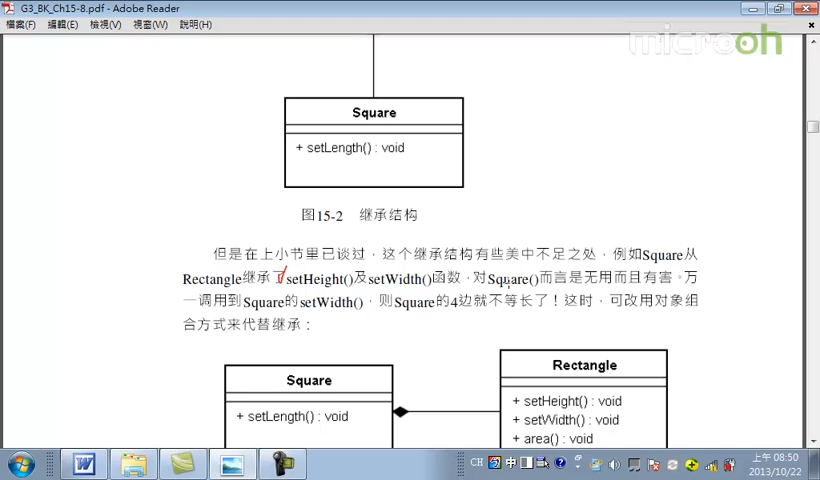 G3_BK_Ch15-8.pdf - Adobe Reader
檔案(F) 編輯(E) 檢視(V) 視窗(W) 說明(H)
microoh
Square
+ setLength() : void
图15-2 继承结构
但是在上小节里已谈过，这个继承结构有些美中不足之处，例如Square从
Rectangle继承了setHeight()及setWidth()函数，对Square()而言是无用而且有害。万
一调用到Square的setWidth()，则Square的4边就不等长了！这时，可改用对象组
合方式来代替继承：
Square
+ setLength() : void
Rectangle
+ setHeight() : void
+ setWidth() : void
+ area() : void
CH 中
上午 08:50
2013/10/22